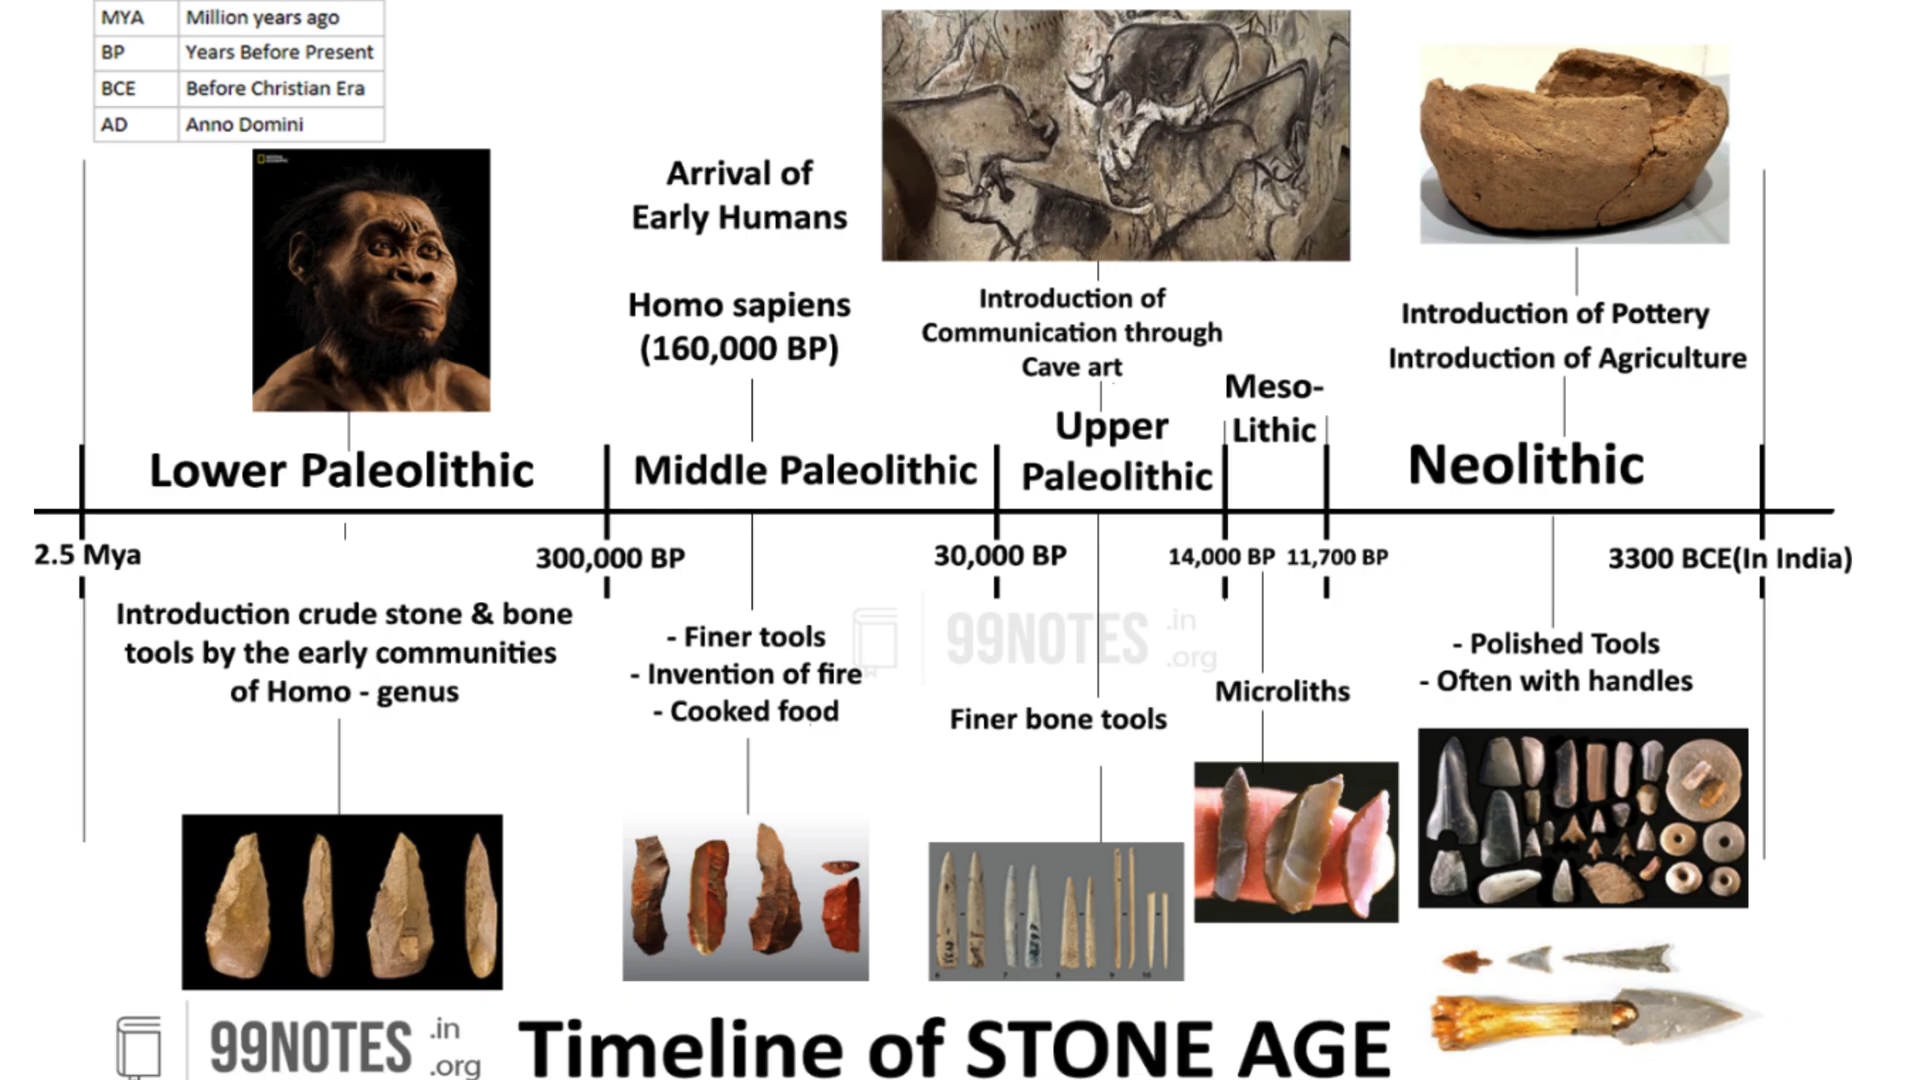 MYA Million years ago
BP Years Before Present
BCE Before Christian Era
AD Anno Domini
Arrival of
Early Humans
Homo sapiens
(160,000 BP)
Introduction of
Communication through
Cave art
Introduction of Pottery
Introduction of Agriculture
Lower Paleolithic
Middle Paleolithic
Upper
Paleolithic
Meso-
Lithic
Neolithic
2.5 Mya
300,000 BP
30,000 BP
14,000 BP
11,700 BP
3300 BCE(In India)
Introduction crude stone & bone
tools by the early communities
of Homo - genus
- Finer tools
- Invention of fire
- Cooked food
Finer bone tools
Microliths
- Polished Tools
- Often with handles
99NOTES .in
.org
99NOTES .in
.org
Timeline of STONE AGE